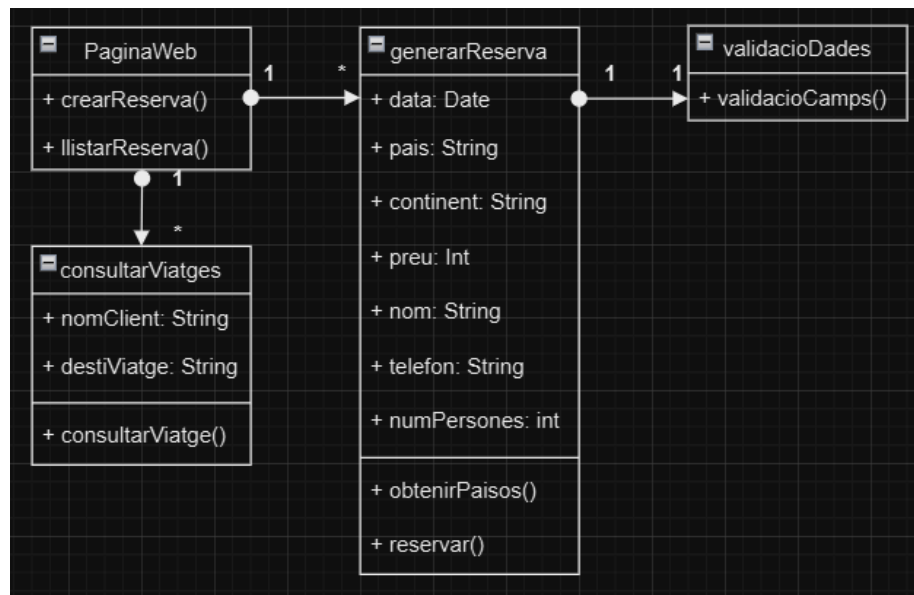 PaginaWeb
+ crearReserva()
+ llistarReserva()
1
*
generarReserva
+ data: Date
+ pais: String
+ continent: String
+ preu: Int
+ nom: String
+ telefon: String
+ numPersones: int
+ obtenirPaisos()
+ reservar()
1
1
validacioDades
+ validacioCamps()
1
*
consultarViatges
+ nomClient: String
+ destiViatge: String
+ consultarViatge()